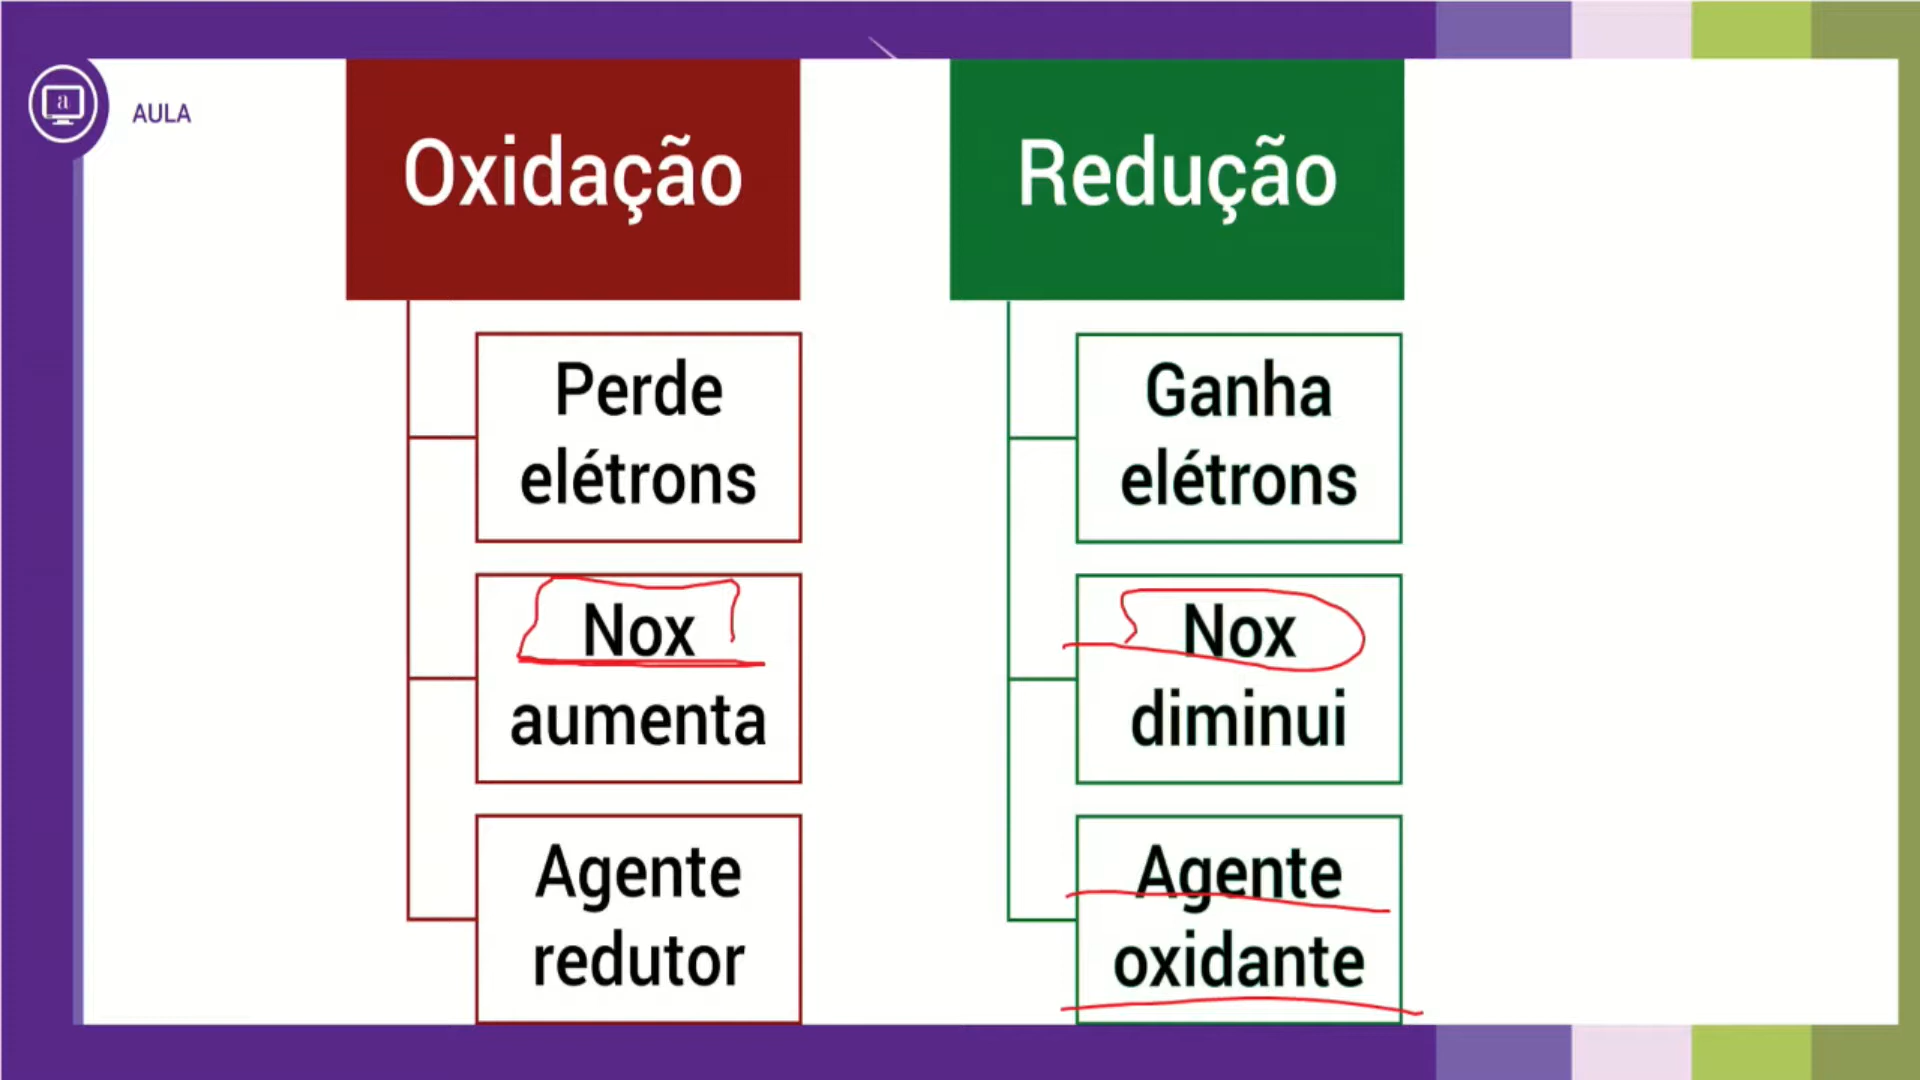 a
AULA
Oxidação
Perde
elétrons
Nox
aumenta
Agente
redutor
Redução
Ganha
elétrons
Nox
diminui
Agente
oxidante